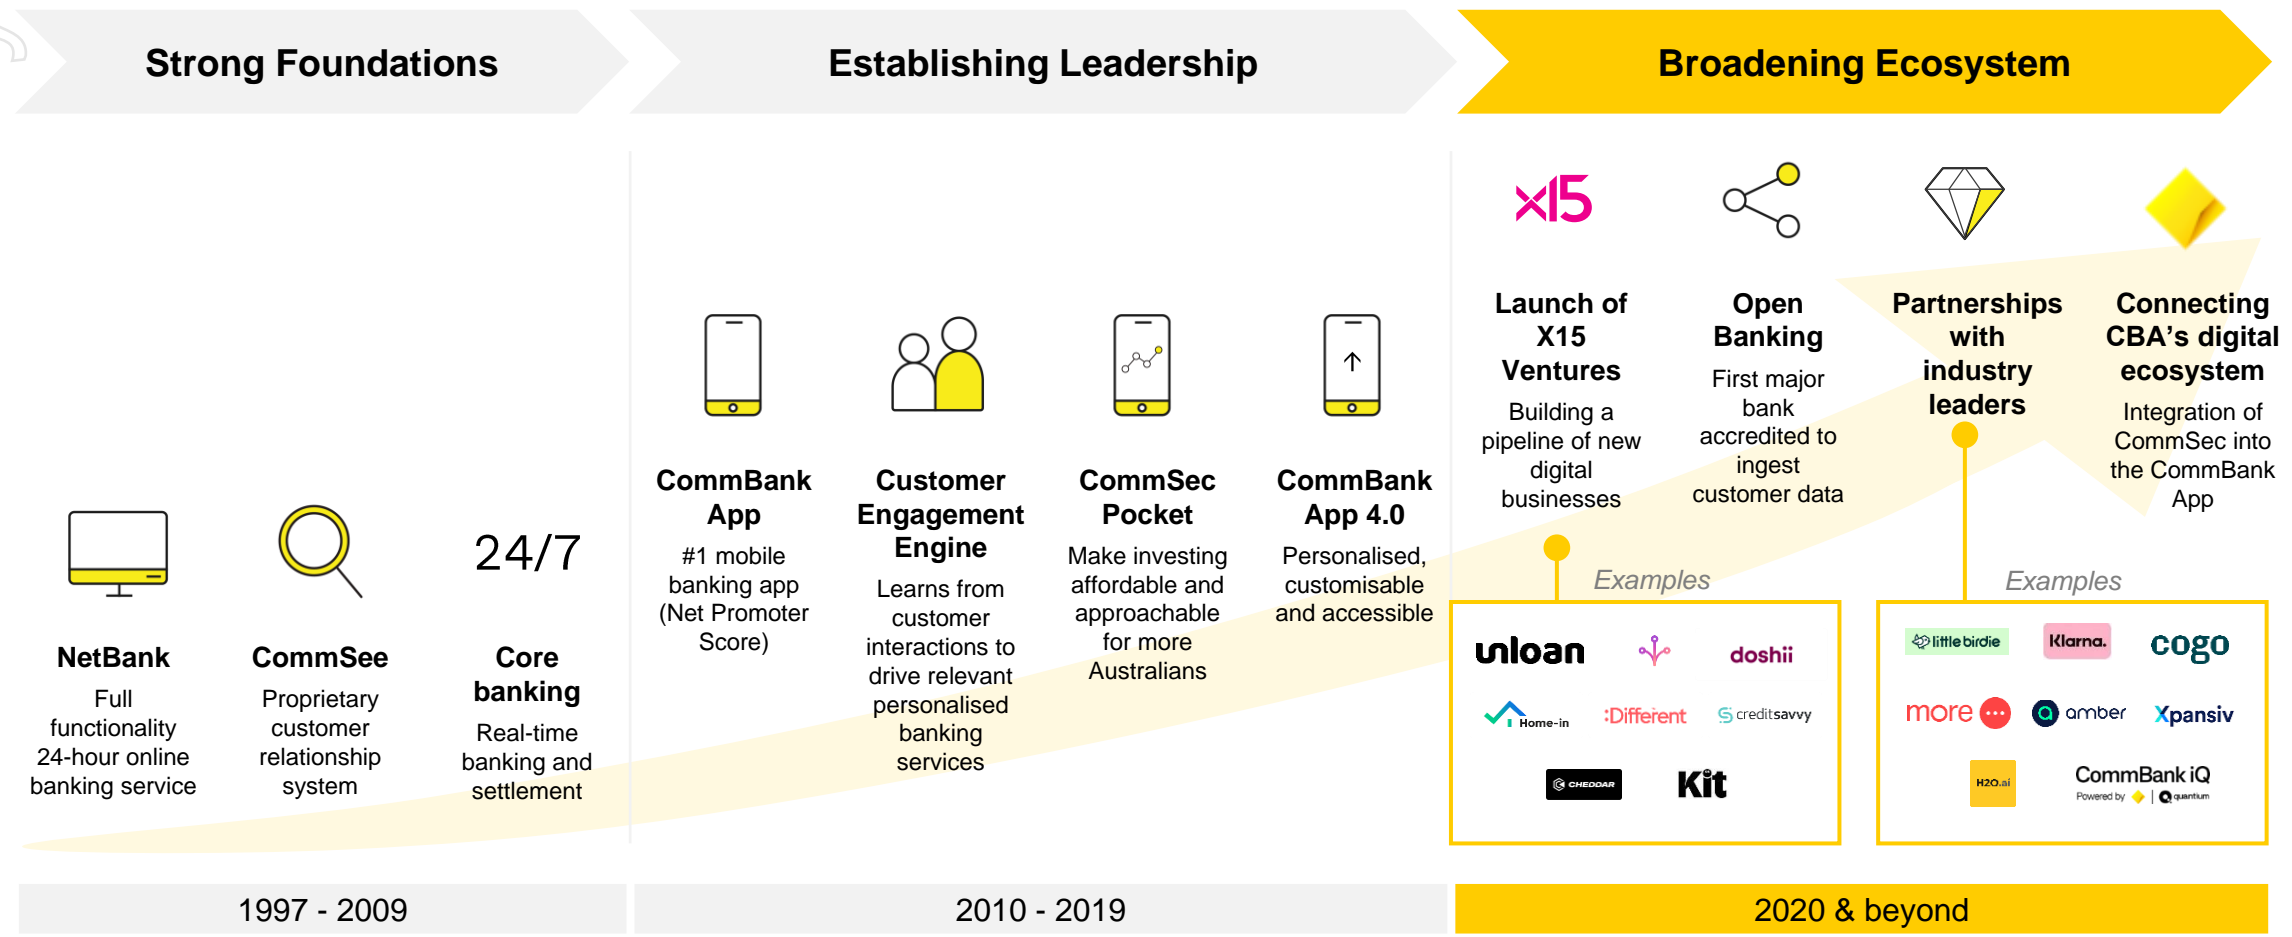 Strong Foundations
Establishing Leadership
Broadening Ecosystem
NetBank
Full
functionality
24-hour online
banking service
CommSee
Proprietary
customer
relationship
system
24/7
Core
banking
Real-time
banking and
settlement
CommBank
App
#1 mobile
banking app
(Net Promoter
Score)
Customer
Engagement
Engine
Learns from
customer
interactions to
drive relevant
personalised
banking
services
CommSec
Pocket
Make investing
affordable and
approachable
for more
Australians
CommBank
App 4.0
Personalised,
customisable
and accessible
x15
Launch of
X15
Ventures
Building a
pipeline of new
digital
businesses
Open
Banking
First major
bank
accredited to
ingest
customer data
Partnerships
with
industry
leaders
Connecting
CBA's digital
ecosystem
Integration of
CommSec into
the CommBank
App
Examples
unloan
doshii
Home-in
:Different
creditsavvy
CHEDDAR
Kit
Examples
little birdie
Klarna.
cogo
more
amber
Xpansiv
H2O.ai
CommBank iQ
Powered by | quantium
1997 - 2009
2010 - 2019
2020 & beyond